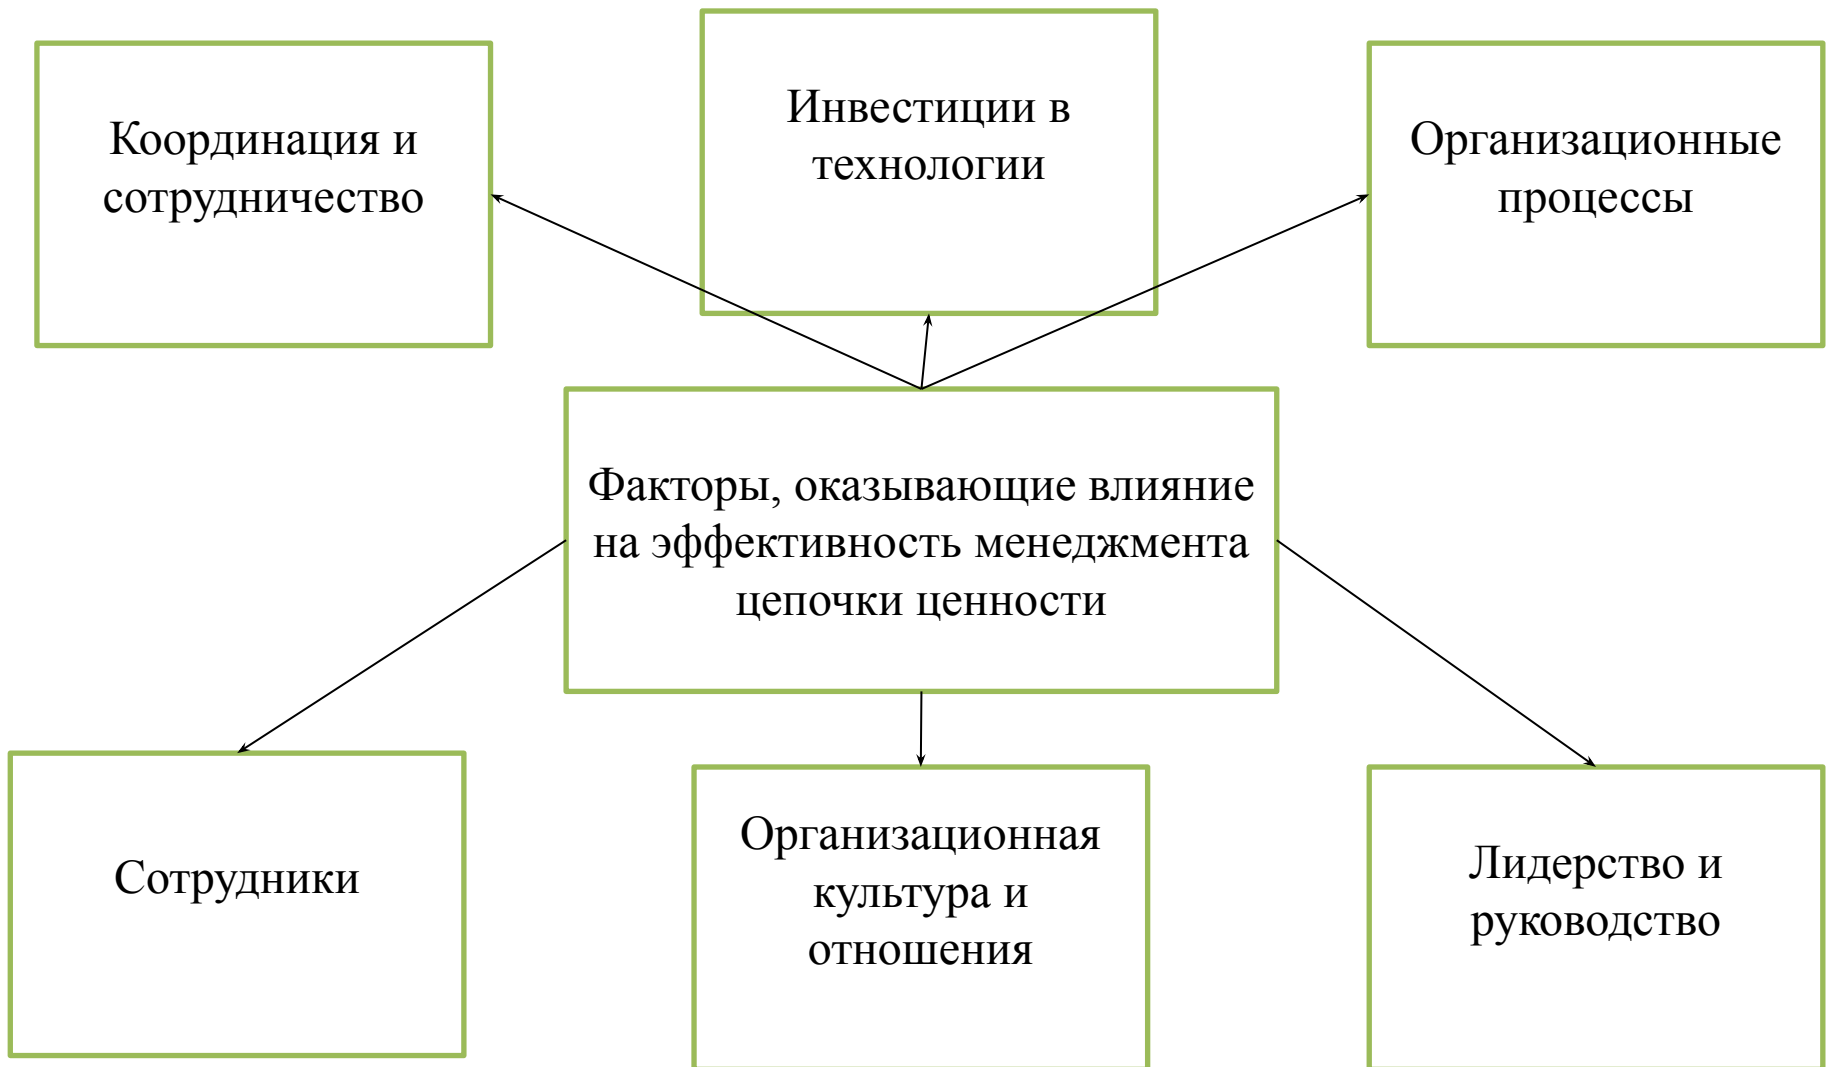 Координация и
сотрудничество
Инвестиции в
технологии
Организационные
процессы
Факторы, оказывающие влияние
на эффективность менеджмента
цепочки ценности
Сотрудники
Организационная
культура и
отношения
Лидерство и
руководство